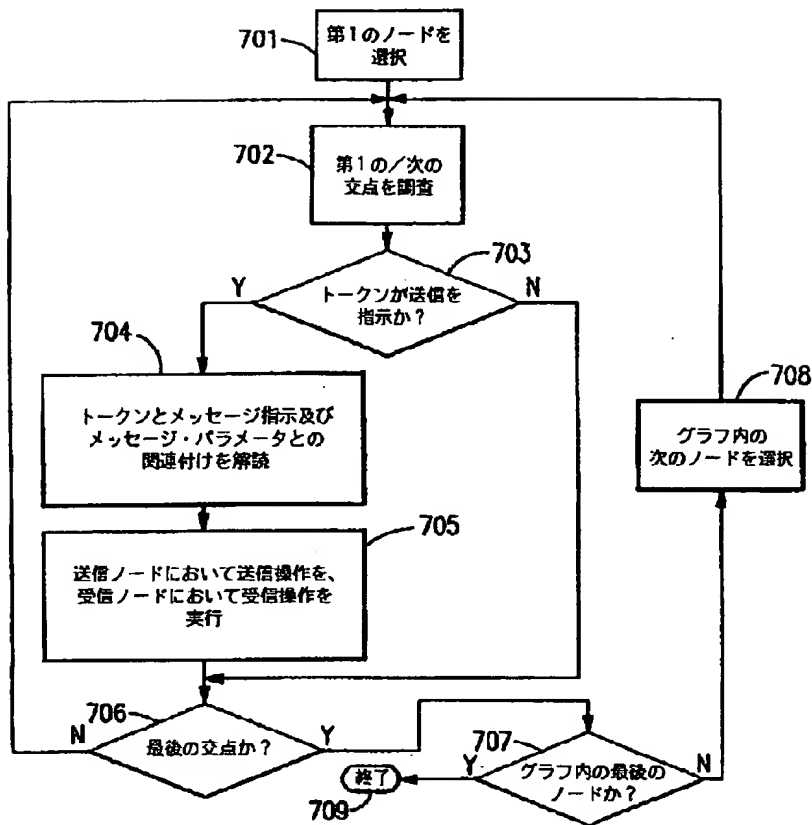 701
第1のノードを
選択
702
第1の／次の
交点を調査
703
トークンが送信を
指示か？
Y
N
704
トークンとメッセージ指示及び
メッセージ・パラメータとの
関連付けを解読
705
送信ノードにおいて送信操作を、
受信ノードにおいて受信操作を
実行
706
最後の交点か？
N
Y
707
グラフ内の最後の
ノードか？
Y
N
708
グラフ内の
次のノードを選択
終了
709